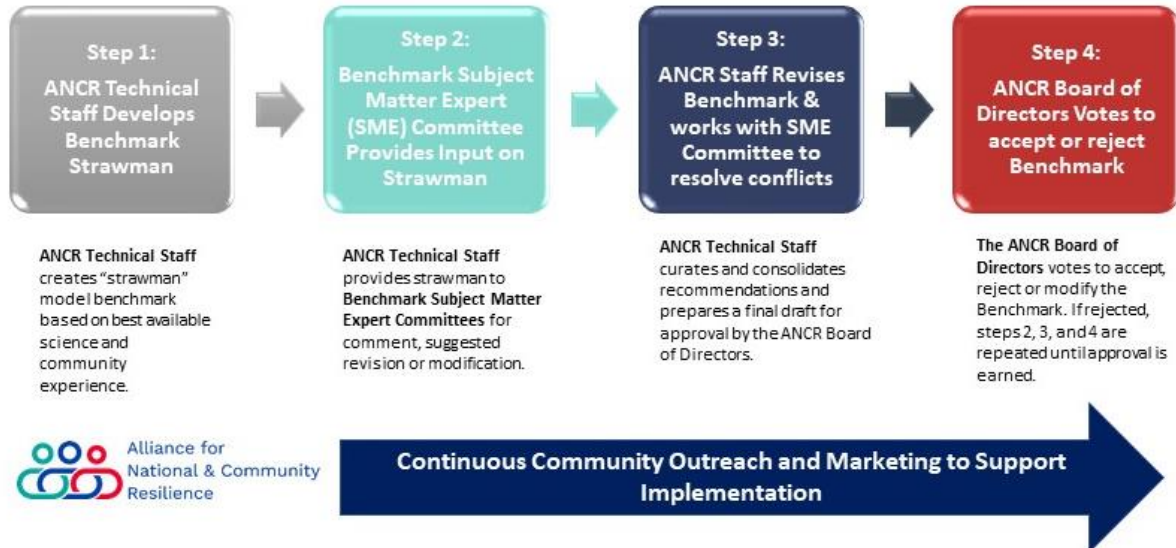 Step 1:
ANCR Technical
Staff Develops
Benchmark
Strawman
Step 2:
Benchmark Subject
Matter Expert
(SME) Committee
Provides Input on
Strawman
Step 3:
ANCR Staff Revises
Benchmark &
works with SME
Committee to
resolve conflicts
Step 4:
ANCR Board of
Directors Votes to
accept or reject
Benchmark
ANCR Technical Staff
creates “strawman”
model benchmark
based on best available
science and
community
experience.
ANCR Technical Staff
provides strawman to
Benchmark Subject Matter
Expert Committees for
comment, suggested
revision or modification.
ANCR Technical Staff
curates and consolidates
recommendations and
prepares a final draft for
approval by the ANCR Board
of Directors.
The ANCR Board of
Directors votes to accept,
reject or modify the
Benchmark. If rejected,
steps 2, 3, and 4 are
repeated until approval is
earned.
Alliance for
National & Community
Resilience
Continuous Community Outreach and Marketing to Support
Implementation